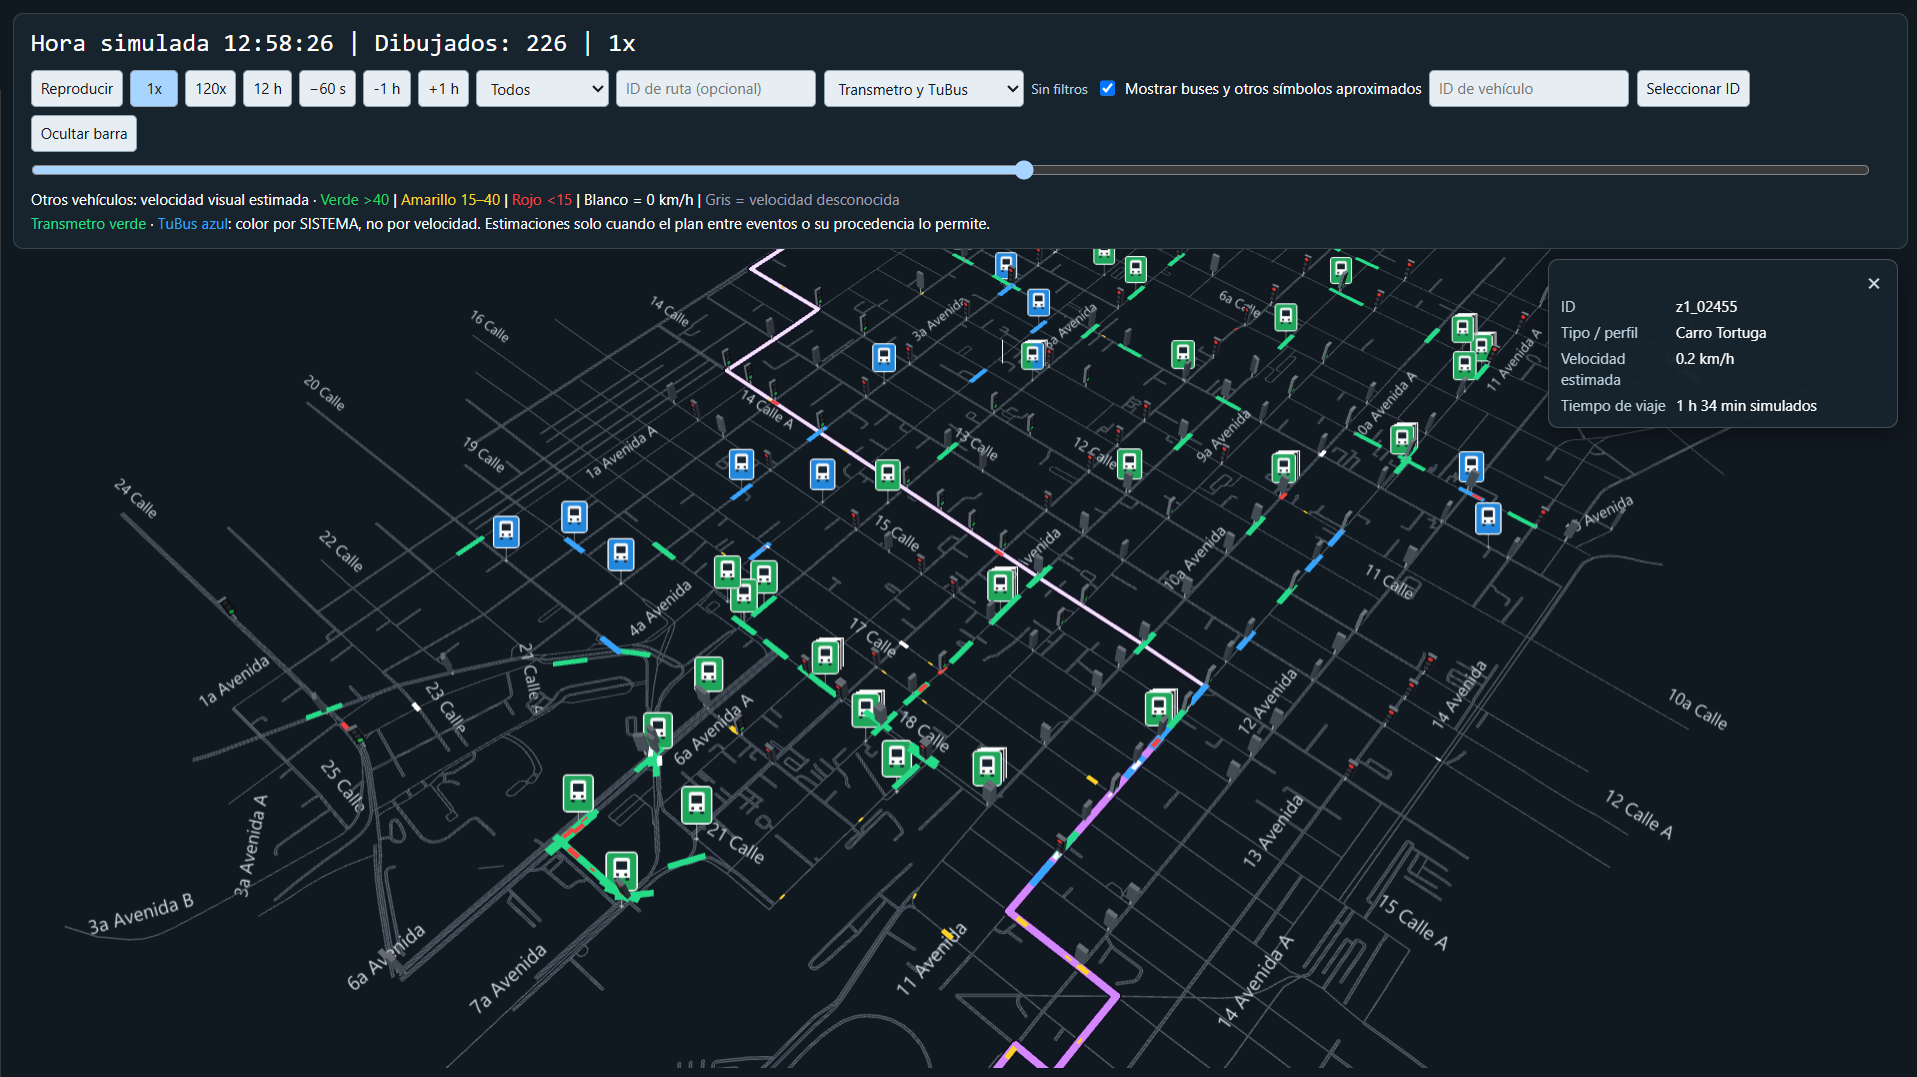 Hora simulada 12:58:26 | Dibujados: 226 | 1x
Reproducir 1x 120x 12 h −60 s -1 h +1 h Todos ID de ruta (opcional) Transmetro y TuBus Sin filtros Mostrar buses y otros símbolos aproximados ID de vehículo Seleccionar ID
Ocultar barra
Otros vehículos: velocidad visual estimada · Verde >40 | Amarillo 15–40 | Rojo <15 | Blanco = 0 km/h | Gris = velocidad desconocida
Transmetro verde · TuBus azul: color por SISTEMA, no por velocidad. Estimaciones solo cuando el plan entre eventos o su procedencia lo permite.
×
ID z1_02455
Tipo / perfil Carro Tortuga
Velocidad estimada 0.2 km/h
Tiempo de viaje 1 h 34 min simulados
14 Calle
16 Calle
3a Avenida
6a Avenida
6a Calle
11 Avenida A
20 Calle
14 Calle A
13 Calle
12 Calle
9a Avenida
0a Avenida A
19 Calle
1a Avenida A
24 Calle
22 Calle
15 Calle
Avenida
10a Avenida
11 Calle
Avenida
4a Avenida
17 Calle
1a Avenida
21 Calle A
23 Calle
6a Avenida A
18 Calle
12 Avenida
14 Avenida
10a Calle
25 Calle
3a Avenida A
21 Calle
13 Avenida
12 Calle A
3a Avenida B
6a Avenida
7a Avenida
11 Avenida
15 Calle A
14 Avenida A